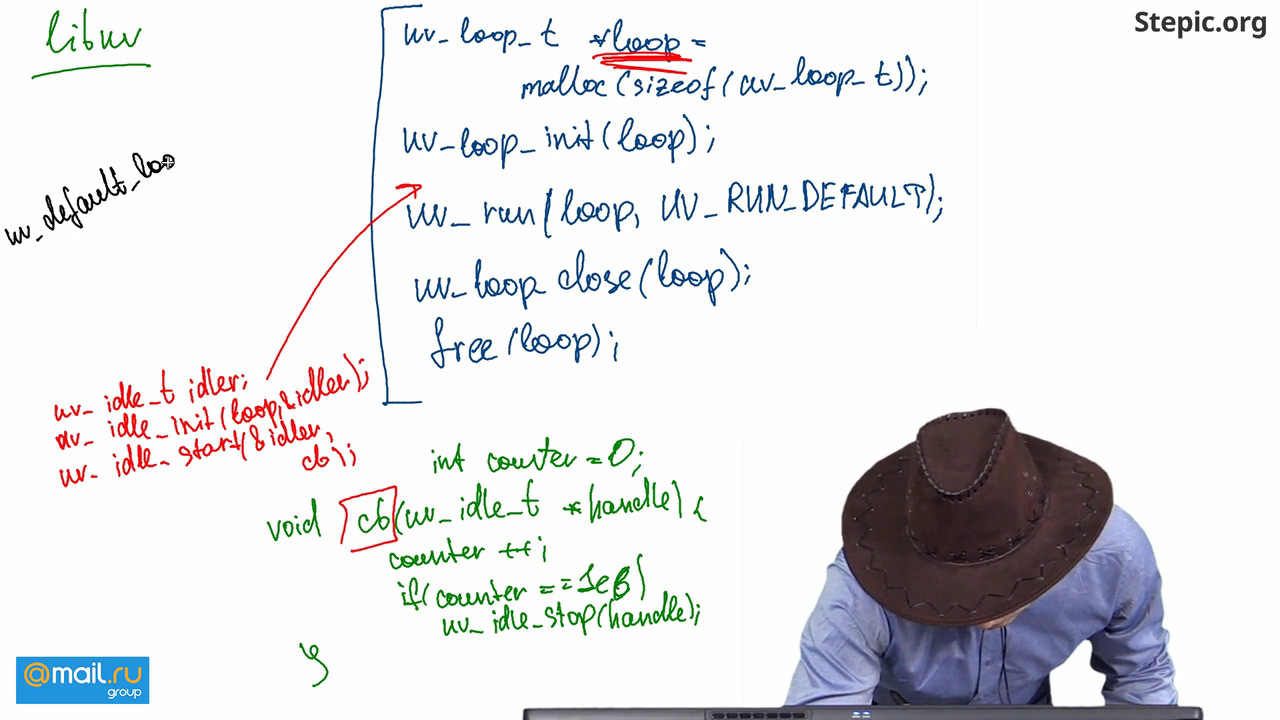 libuv
Stepic.org
uv_loop_t *loop =
malloc(sizeof(uv_loop_t));
uv_loop_init(loop);
uv_run(loop, UV_RUN_DEFAULT);
uv_loop_close(loop);
free(loop);
uv_default_loo
uv_idle_t idler;
uv_idle_init(loop,&idler);
uv_idle_start(&idler,
cb);
int counter=0;
void cb(uv_idle_t *handle) {
counter ++;
if(counter ==1e6)
uv_idle_stop(handle);
}
@mail.ru
group